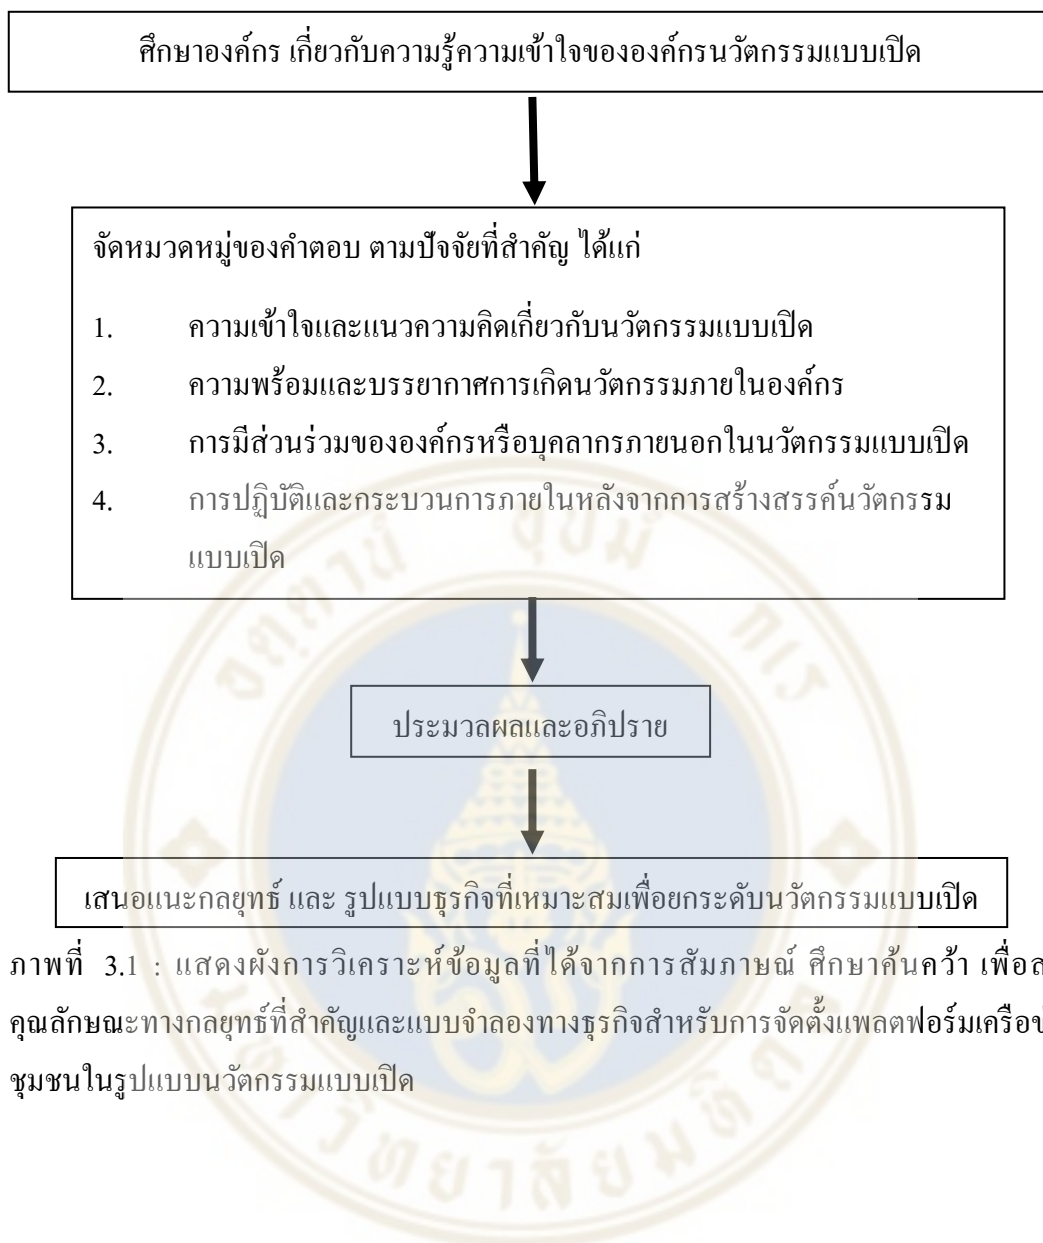 ศึกษาองค์กร เกี่ยวกับความรู้ความเข้าใจขององค์กรนวัตกรรมแบบเปิด
จัดหมวดหมู่ของคำตอบ ตามปัจจัยที่สำคัญ ได้แก่
1. ความเข้าใจและแนวความคิดเกี่ยวกับนวัตกรรมแบบเปิด
2. ความพร้อมและบรรยากาศการเกิดนวัตกรรมภายในองค์กร
3. การมีส่วนร่วมขององค์กรหรือบุคลากรภายนอกในนวัตกรรมแบบเปิด
4. การปฏิบัติและกระบวนการภายในหลังจากการสร้างสรรค์นวัตกรรม
แบบเปิด
ประมวลผลและอภิปราย
เสนอแนะกลยุทธ์ และ รูปแบบธุรกิจที่เหมาะสมเพื่อยกระดับนวัตกรรมแบบเปิด
ภาพที่ 3.1 : แสดงผังการวิเคราะห์ข้อมูลที่ได้จากการสัมภาษณ์ ศึกษาค้นคว้า
คุณลักษณะทางกลยุทธ์ที่สำคัญและแบบจำลองทางธุรกิจสำหรับการจัดตั้งแพลตฟอร์ม
ชุมชนในรูปแบบนวัตกรรมแบบเปิด